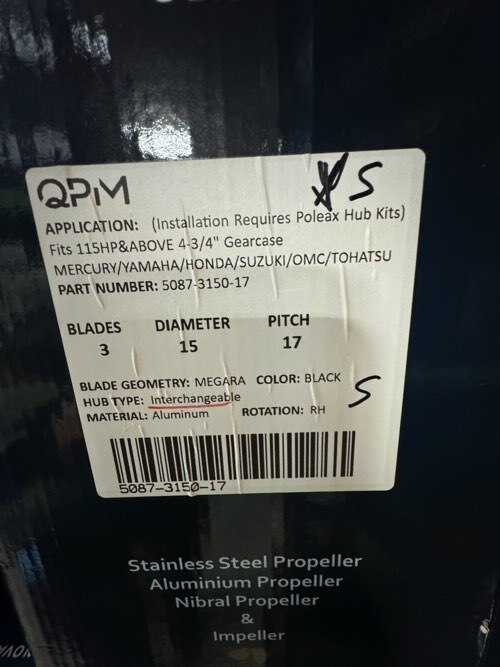 QPM
S
APPLICATION: (Installation Requires Poleax Hub Kits)
Fits 115HP&ABOVE 4-3/4" Gearcase
MERCURY/YAMAHA/HONDA/SUZUKI/OMC/TOHATSU
PART NUMBER: 5087-3150-17
BLADES DIAMETER PITCH
3 15 17
BLADE GEOMETRY: MEGARA COLOR: BLACK
HUB TYPE: Interchangeable
S
MATERIAL: Aluminum ROTATION: RH
5087-3150-17
Stainless Steel Propeller
Aluminium Propeller
Nibral Propeller
&
Impeller